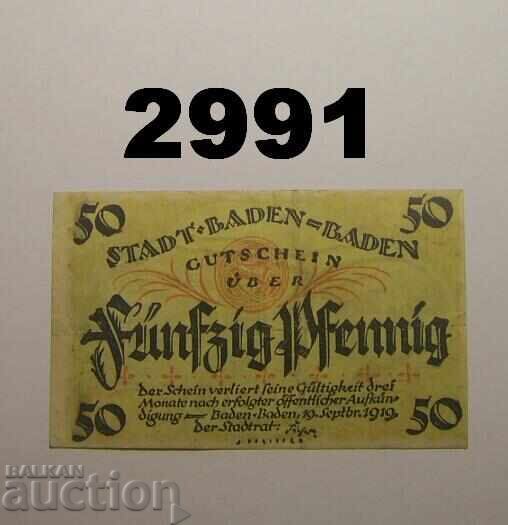 2991
50 50
STADT·BADEN=BADEN
GUTSCHEIN
ÜBER
Fünfzig Pfennig
Der Schein verliert seine Gültigkeit drei
Monate nach erfolgter öffentlicher Aufkün-
digung — Baden-Baden, 19. Septbr. 1919.
50 der Stadtrat: 50
BALKAN
auction